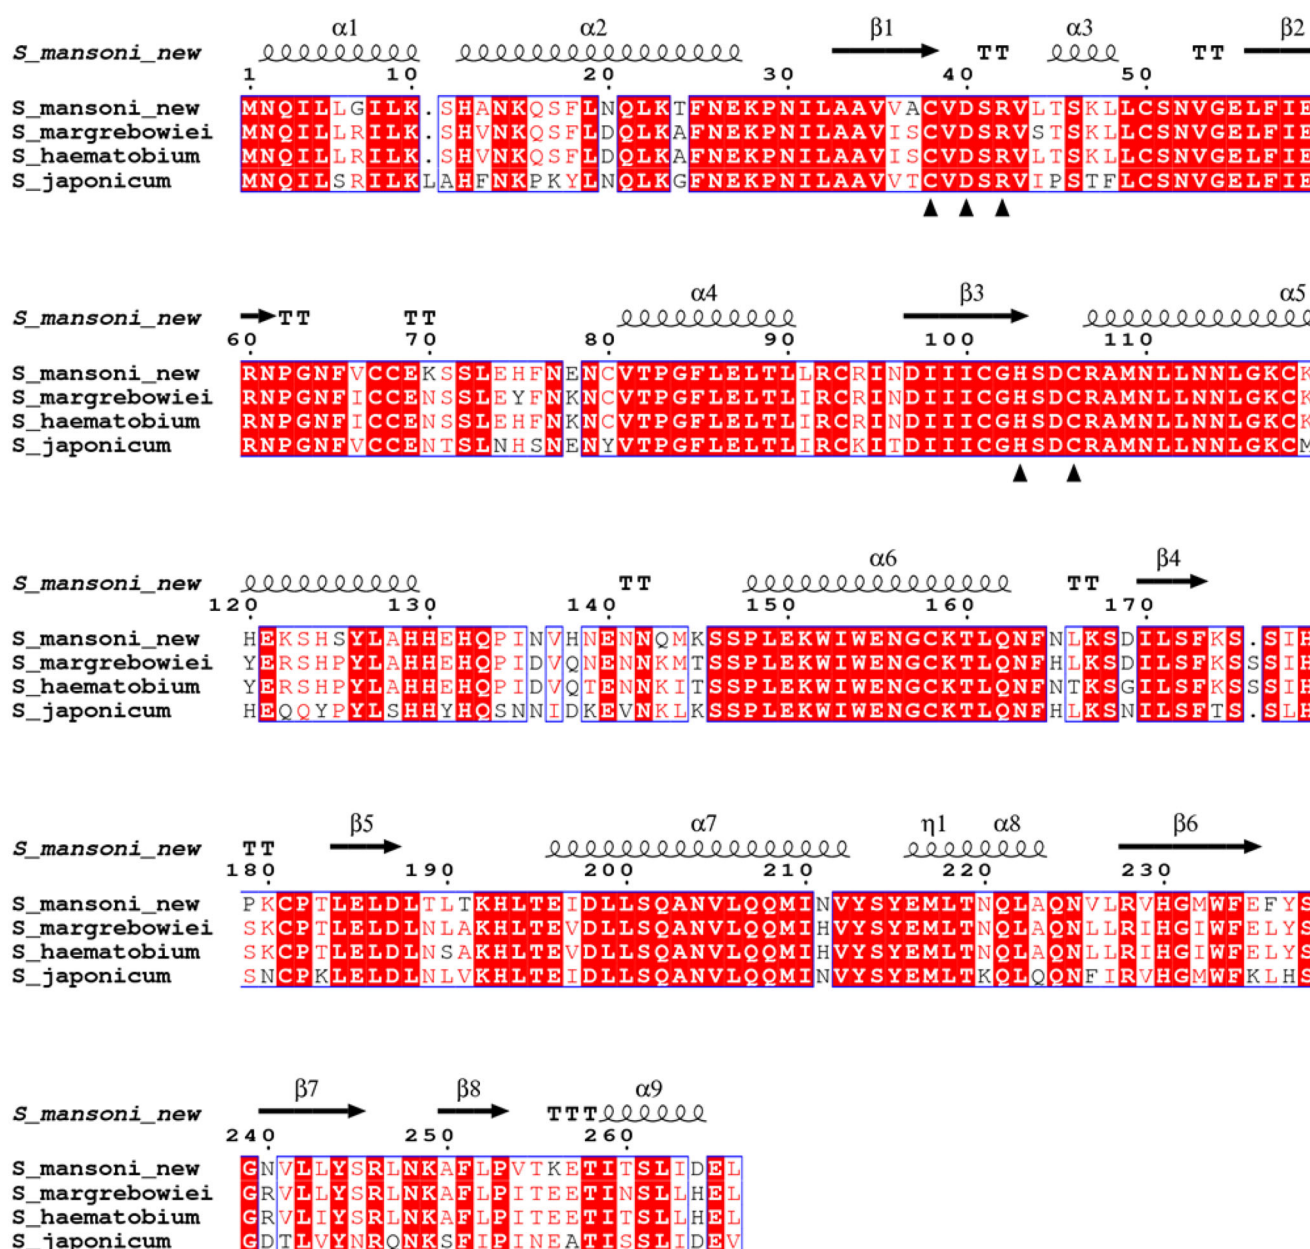 α1 α2 β1 α3 β2
S_mansoni_new TT TT
1 10 20 30 40 50
S_mansoni_new MNQILLGILK.SHANKQSFLNQLKTFNEKPNILAAVVACVDSRVLTSKLLCSNVGELFIE
S_margrebowiei MNQILLRILK.SHVNKQSFLDQLKAFNEKPNILAAVVISCVDSRVSTSKLLCSNVGELFIE
S_haematobium MNQILLRILK.SHVNKQSFLDQLKAFNEKPNILAAVVISCVDSRVLTSKLLCSNVGELFIE
S_japonicum MNQILSRILKLAHFNKPKYLNQLKGFNEKPNILAAVVTCVDSRVIPSTFLCSNVGELFIE
▲ ▲ ▲
α4 β3 α5
S_mansoni_new TT TT
60 70 80 90 100 110
S_mansoni_new RNPGNFVCCEKSSLEHFNENCVTPGFLELTLLRCRINDIIICGHSDCRAMNLLNNLGKCK
S_margrebowiei RNPGNFICCENSSLEYFNKNCVTPGFLELTLIRCRINDIIICGHSDCRAMNLLNNLGKCK
S_haematobium RNPGNFICCENSSLEHFNKNCVTPGFLELTLIRCRINDIIICGHSDCRAMNLLNNLGKCK
S_japonicum RNPGNFVCCENTSLNHSNENYVTPGFLELTLIRCKITDIIICGHSDCRAMNLLNNLGKCM
▲ ▲
α6 β4
S_mansoni_new TT TT
120 130 140 150 160 170
S_mansoni_new HEKSHSYLAHHEHQPINVHNENNQMKSSPLEKWIWENGCKTLQNFNLKSDILSFKS.SIH
S_margrebowiei YERSHPYLAHHEHQPIDVQNENNKMTSSPLEKWIWENGCKTLQNFHLKSDILSFKSSSIH
S_haematobium YERSHPYLAHHEHQPIDVQTENNKITSSPLEKWIWENGCKTLQNFNTKSGILSFKSSSIH
S_japonicum HEQQYPYLSHHYHQSNNIDKEVNKLKSSPLEKWIWENGCKTLQNFHLKSNILSFTS.SLH
β5 α7 η1 α8 β6
S_mansoni_new TT
180 190 200 210 220 230
S_mansoni_new PKCPTLELDLTLTKHLTEIDLLSQANVLQQMINVYSYEMLTNQLAQNVLRVHGMWFEFYS
S_margrebowiei SKCPTLELDLNLAKHLTEVDLLSQANVLQQMIHVYSYEMLTNQLAQNLLRIHGIWFELYS
S_haematobium SKCPTLELDLNSAKHLTEVDLLSQANVLQQMIHVYSYEMLTNQLAQNLLRIHGIWFELYS
S_japonicum SNCPKLELDLNLVKHLTEIDLLSQANVLQQMINVYSYEMLTKQLQQNFIRVHGMWFKLHS
β7 β8 α9
S_mansoni_new TTT
240 250 260
S_mansoni_new GNVLLYSRLNKAFLPVTKETITSLIDEL
S_margrebowiei GRVLLYSRLNKAFLPITEETINSLLHEL
S_haematobium GRVLIYSRLNKAFLPITEETITSLLHEL
S_japonicum GDTLVYNRQNKSFIPINEATISSLIDEV